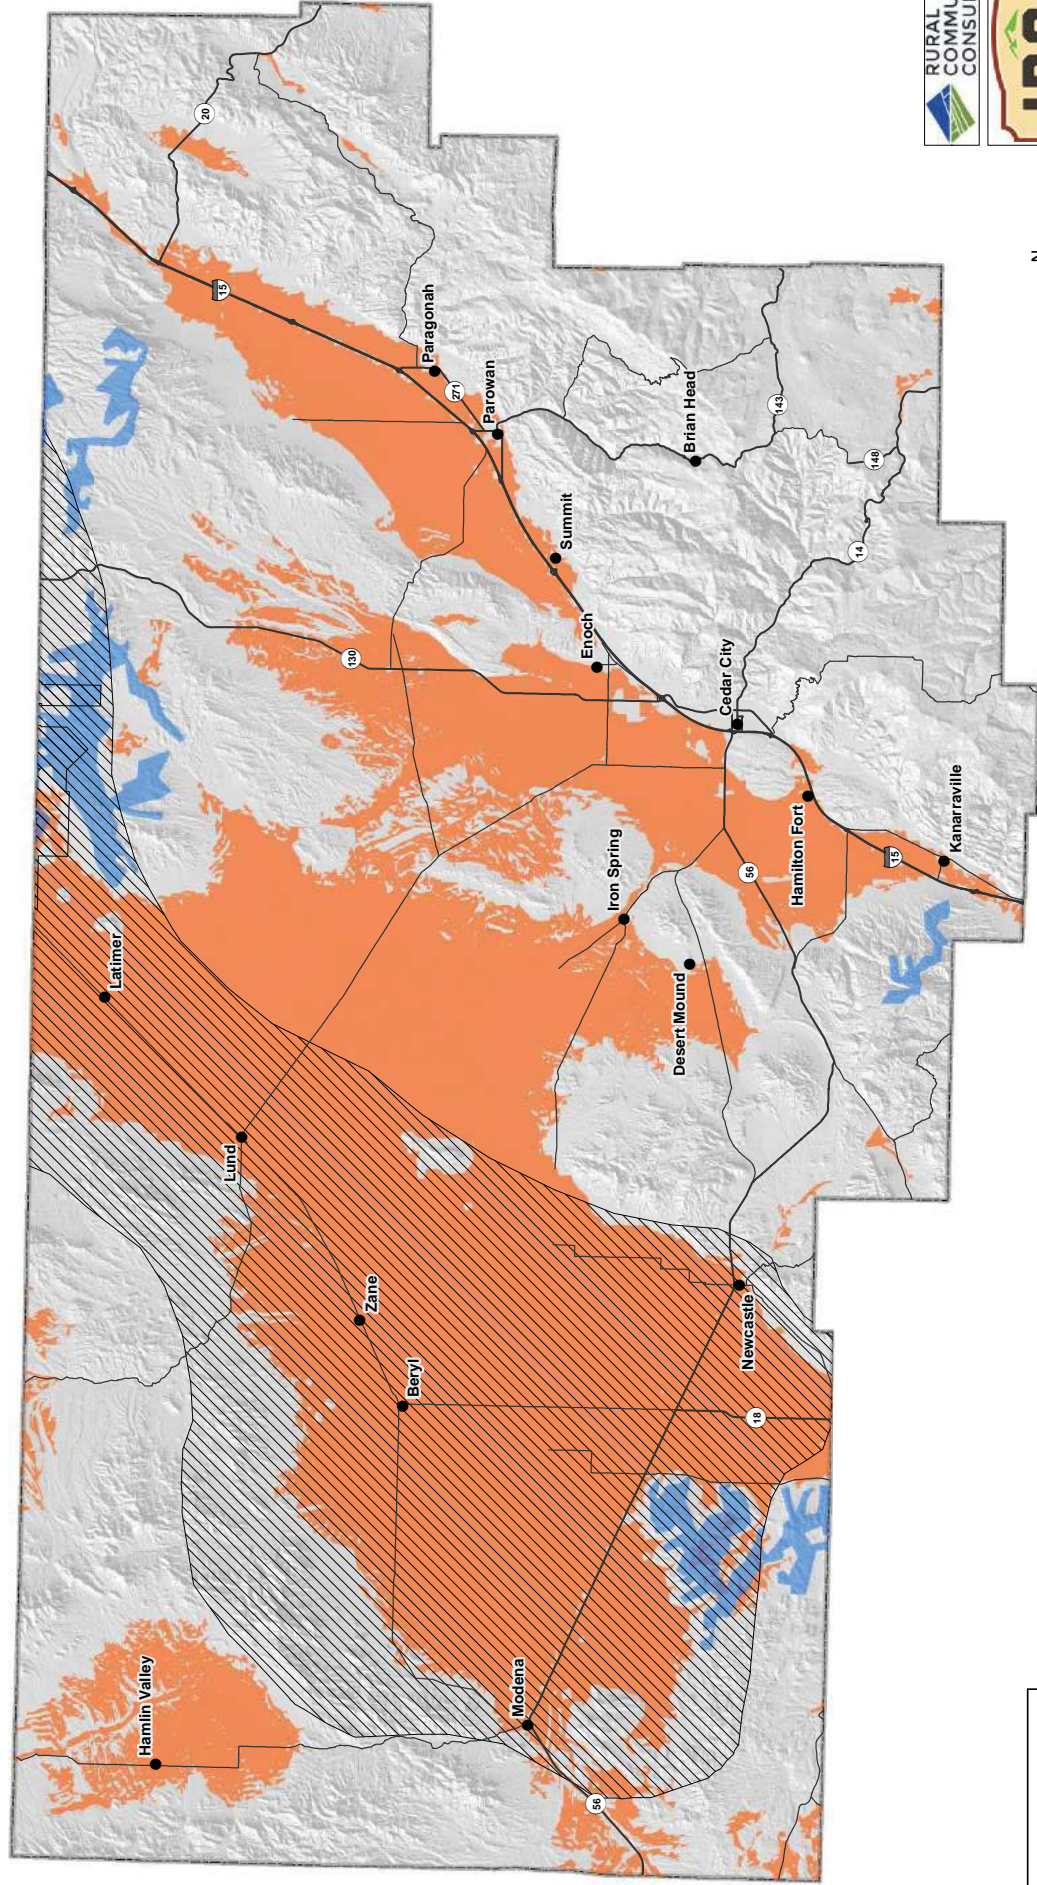 Hamlin Valley
Latimer
20
15
Lund
130
Zane
Beryl
Paragonah
271
Parowan
Modena
Summit
Enoch
56
Iron Spring
Desert Mound
Brian Head
Cedar City
Newcastle
56
18
143
Hamilton Fort
14
148
15
Kanarraville
RURAL
COMMU
CONSU
N